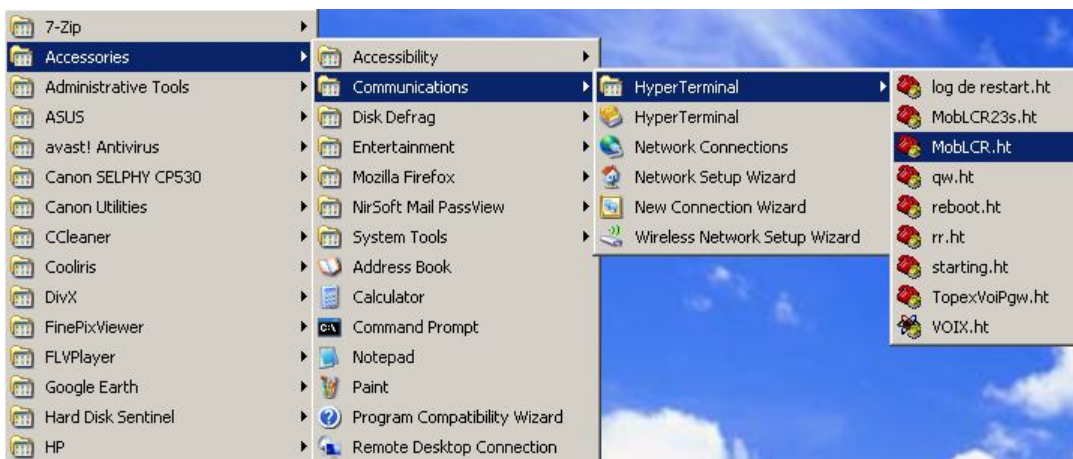 7-Zip
Accessories
Administrative Tools
ASUS
avast! Antivirus
Canon SELPHY CP530
Canon Utilities
CCleaner
Cooliris
DivX
FinePixViewer
FLVPlayer
Google Earth
Hard Disk Sentinel
HP
Accessibility
Communications
Disk Defrag
Entertainment
Mozilla Firefox
NirSoft Mail PassView
System Tools
Address Book
Calculator
Command Prompt
Notepad
Paint
Program Compatibility Wizard
Remote Desktop Connection
HyperTerminal
HyperTerminal
Network Connections
Network Setup Wizard
New Connection Wizard
Wireless Network Setup Wizard
log de restart.ht
MobLCR23s.ht
MobLCR.ht
qw.ht
reboot.ht
rr.ht
starting.ht
TopexVoiPgw.ht
VOIX.ht